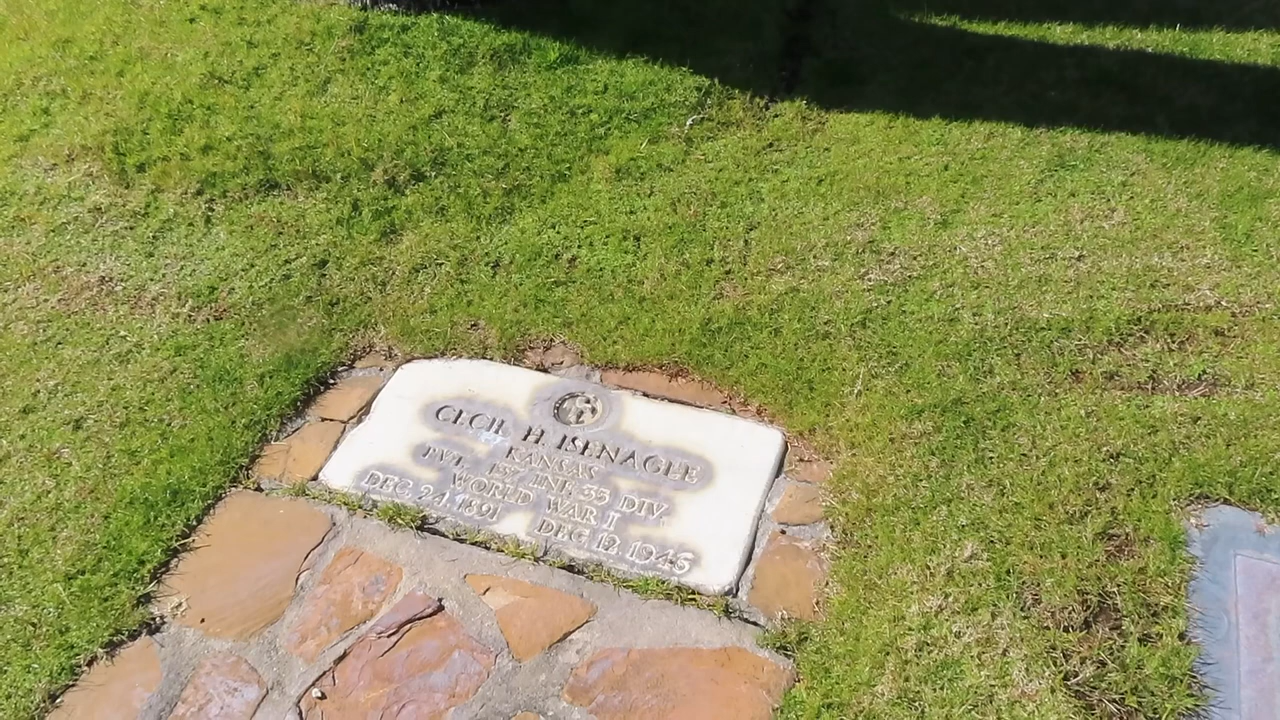 CECIL H. ISENAGLE
KANSAS
PVT. 137 INF. 35 DIV.
WORLD WAR I
DEC. 24, 1891 DEC. 12, 1945